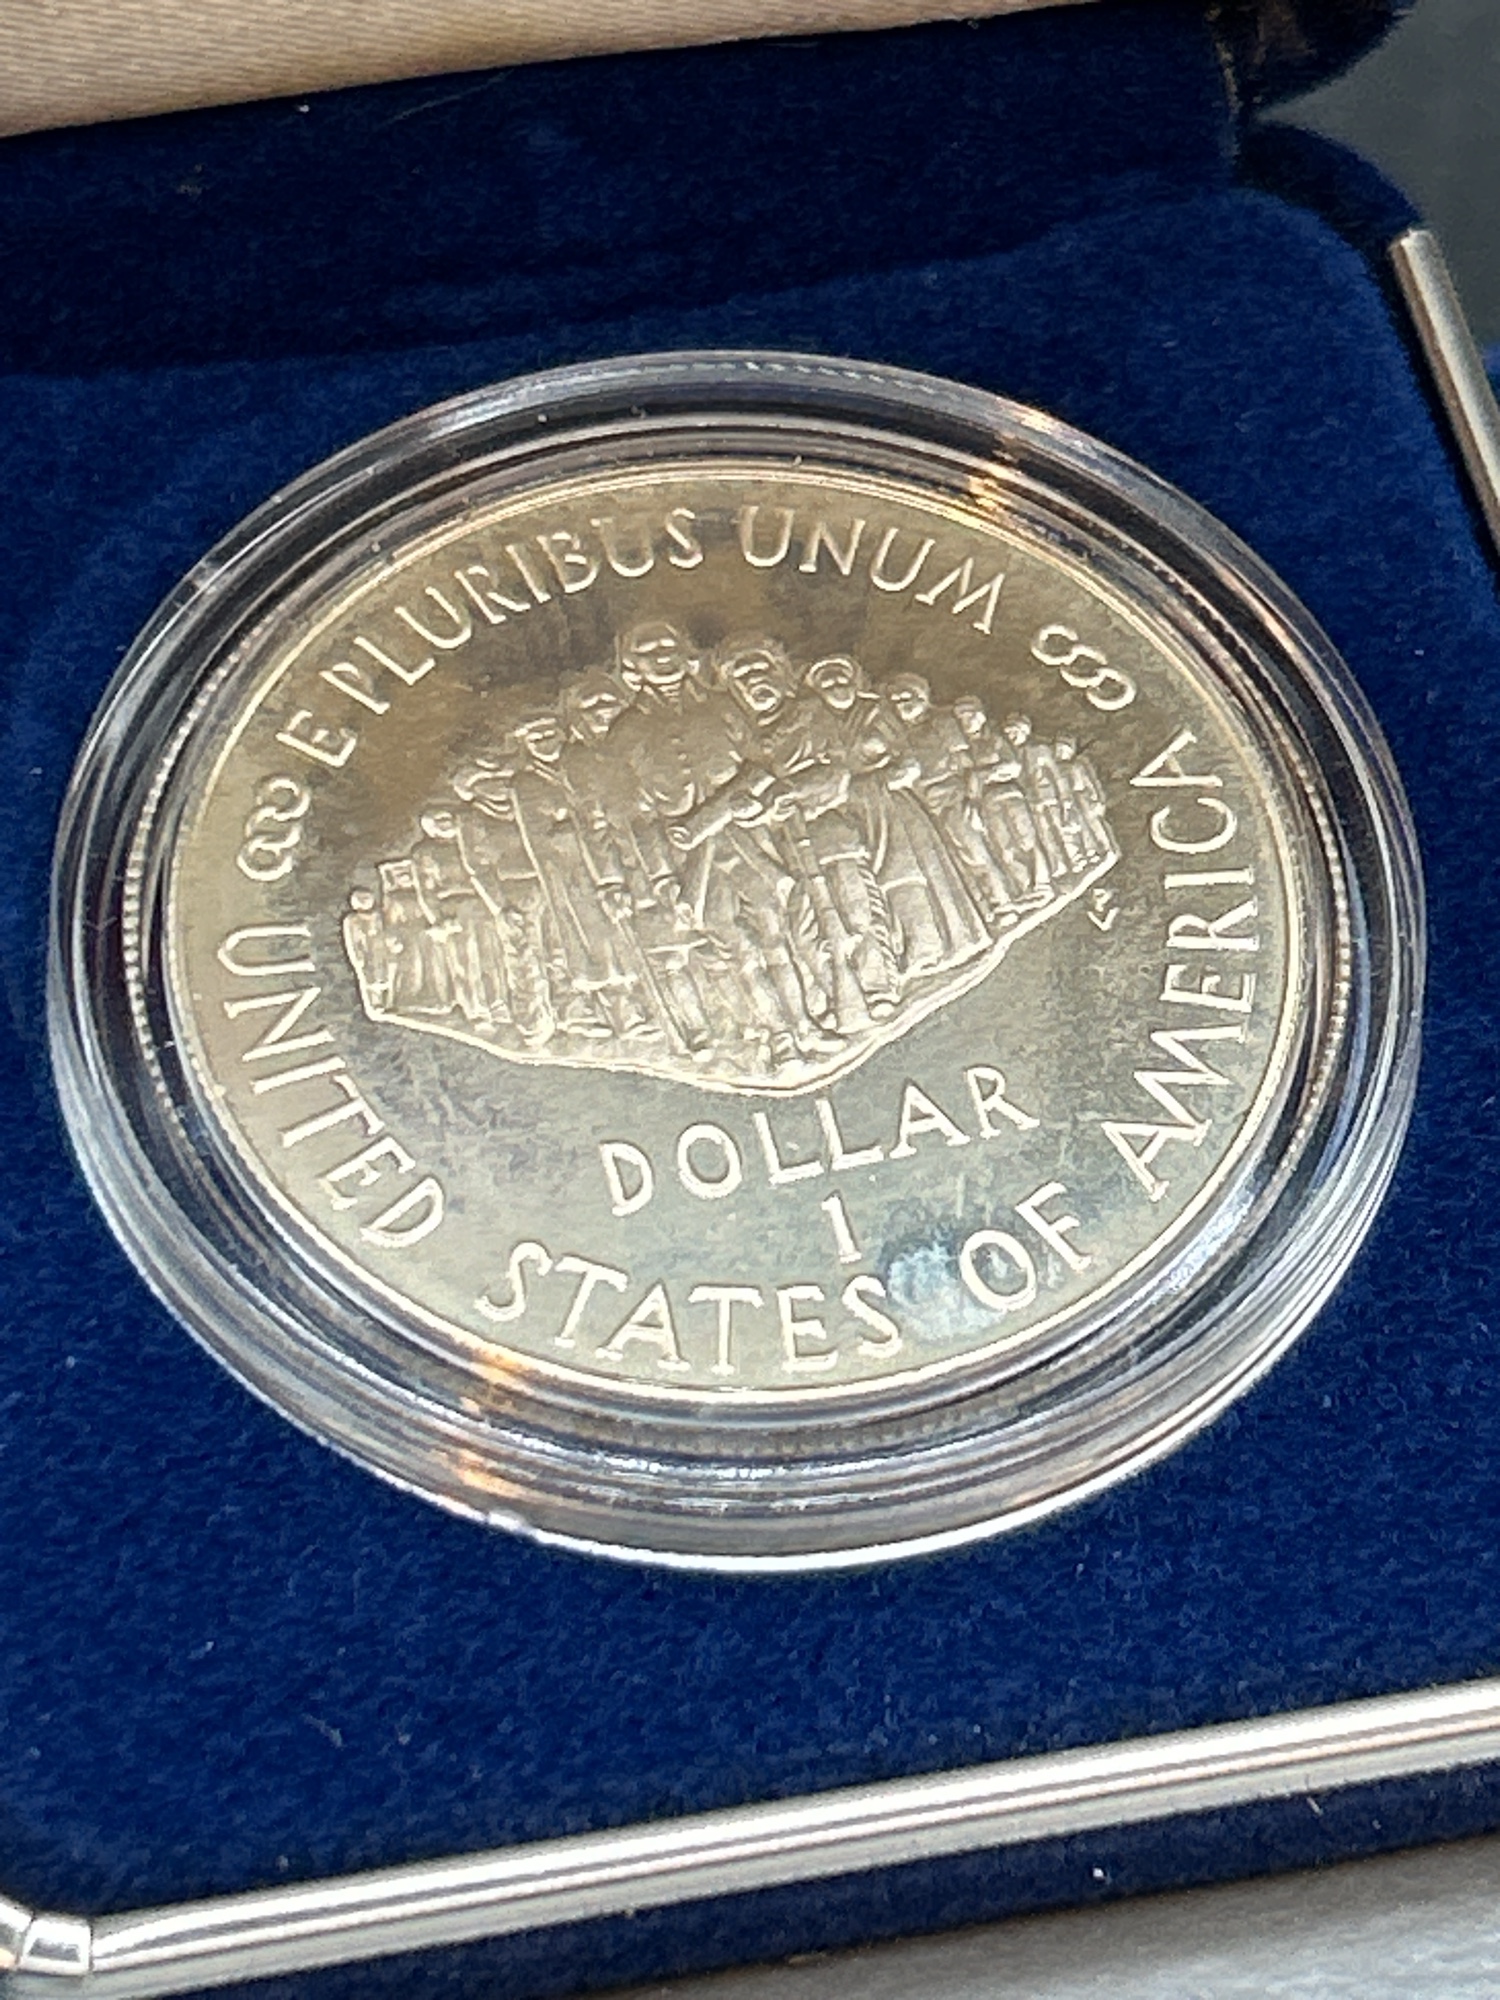 E PLURIBUS UNUM
DOLLAR
1
UNITED STATES OF AMERICA